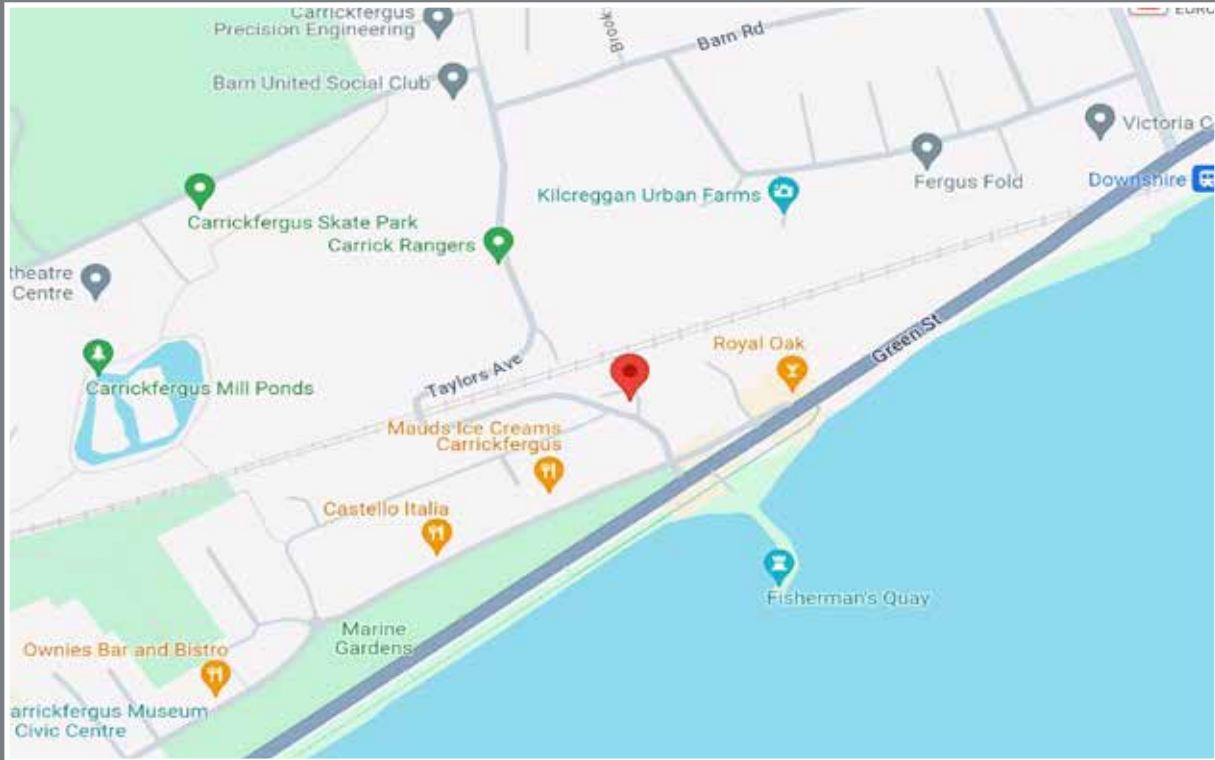 Carrickfergus
Precision Engineering
Brook
Barn Rd
Barn United Social Club
Victoria C
Fergus Fold
Downshire
Kilcreggan Urban Farms
Carrickfergus Skate Park
Carrick Rangers
theatre
Centre
Green St
Royal Oak
Taylors Ave
Carrickfergus Mill Ponds
Mauds Ice Creams
Carrickfergus
Castello Italia
Fisherman's Quay
Marine
Gardens
Ownies Bar and Bistro
arrickfergus Museum
Civic Centre